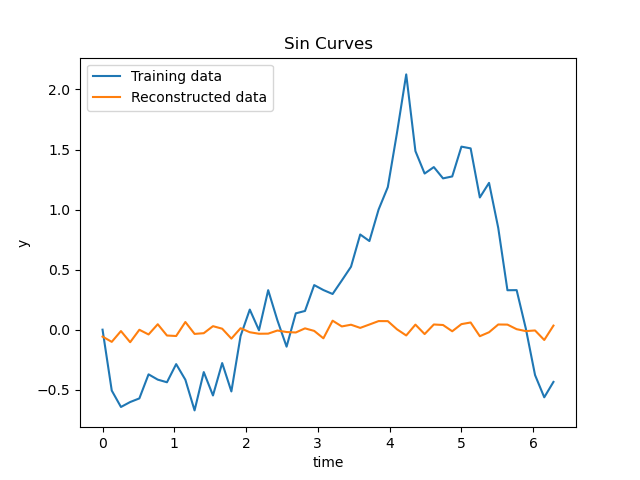 Sin Curves
Training data
Reconstructed data
2.0
1.5
1.0
0.5
0.0
−0.5
y
0 1 2 3 4 5 6
time